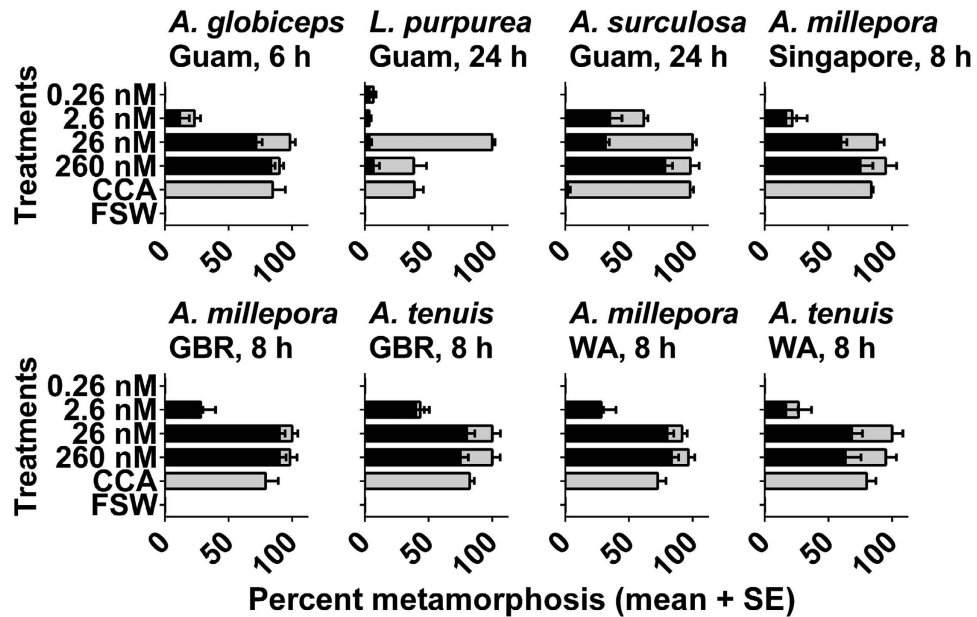 A. globiceps L. purpurea A. surculosa A. millepora
Guam, 6 h Guam, 24 h Guam, 24 h Singapore, 8 h
Treatments
0.26 nM
2.6 nM
26 nM
260 nM
CCA
FSW
0 50 100 0 50 100 0 50 100 0 50 100
A. millepora A. tenuis A. millepora A. tenuis
GBR, 8 h GBR, 8 h WA, 8 h WA, 8 h
Treatments
0.26 nM
2.6 nM
26 nM
260 nM
CCA
FSW
0 50 100 0 50 100 0 50 100 0 50 100
Percent metamorphosis (mean + SE)